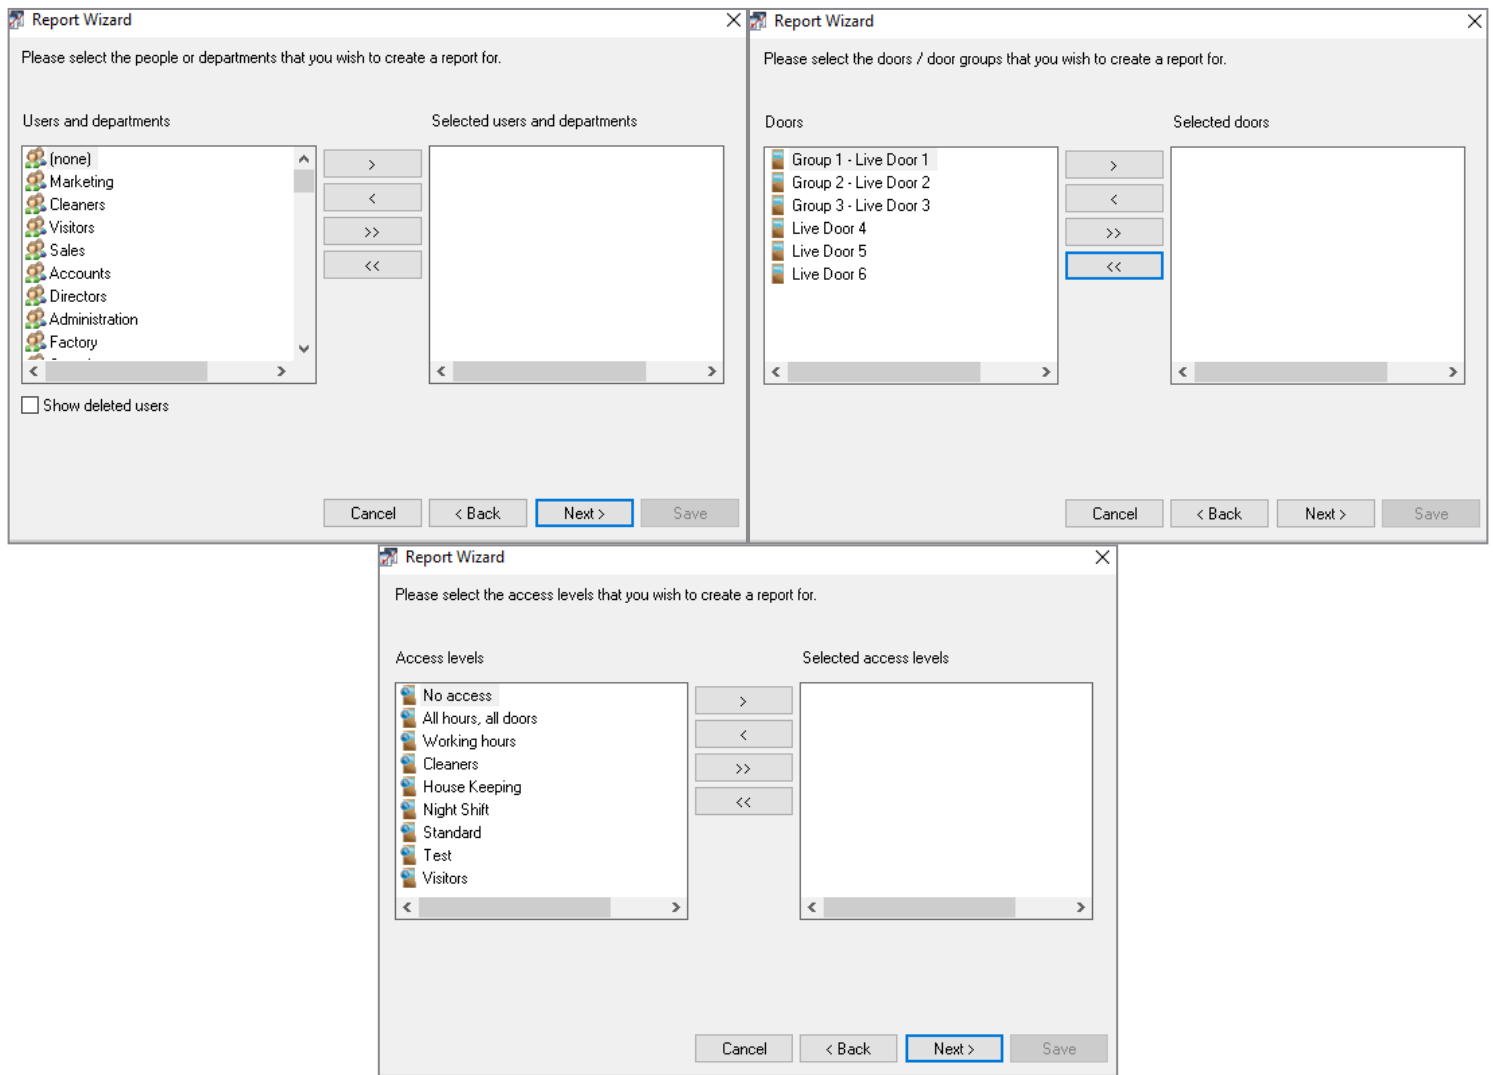 Report Wizard
Please select the people or departments that you wish to create a report for.
Users and departments
Selected users and departments
(none)
Marketing
Cleaners
Visitors
Sales
Accounts
Directors
Administration
Factory
>
<
>>
<<
Show deleted users
Cancel
< Back
Next >
Save
Report Wizard
Please select the doors / door groups that you wish to create a report for.
Doors
Selected doors
Group 1 - Live Door 1
Group 2 - Live Door 2
Group 3 - Live Door 3
Live Door 4
Live Door 5
Live Door 6
>
<
>>
<<
Cancel
< Back
Next >
Save
Report Wizard
Please select the access levels that you wish to create a report for.
Access levels
Selected access levels
No access
All hours, all doors
Working hours
Cleaners
House Keeping
Night Shift
Standard
Test
Visitors
>
<
>>
<<
Cancel
< Back
Next >
Save